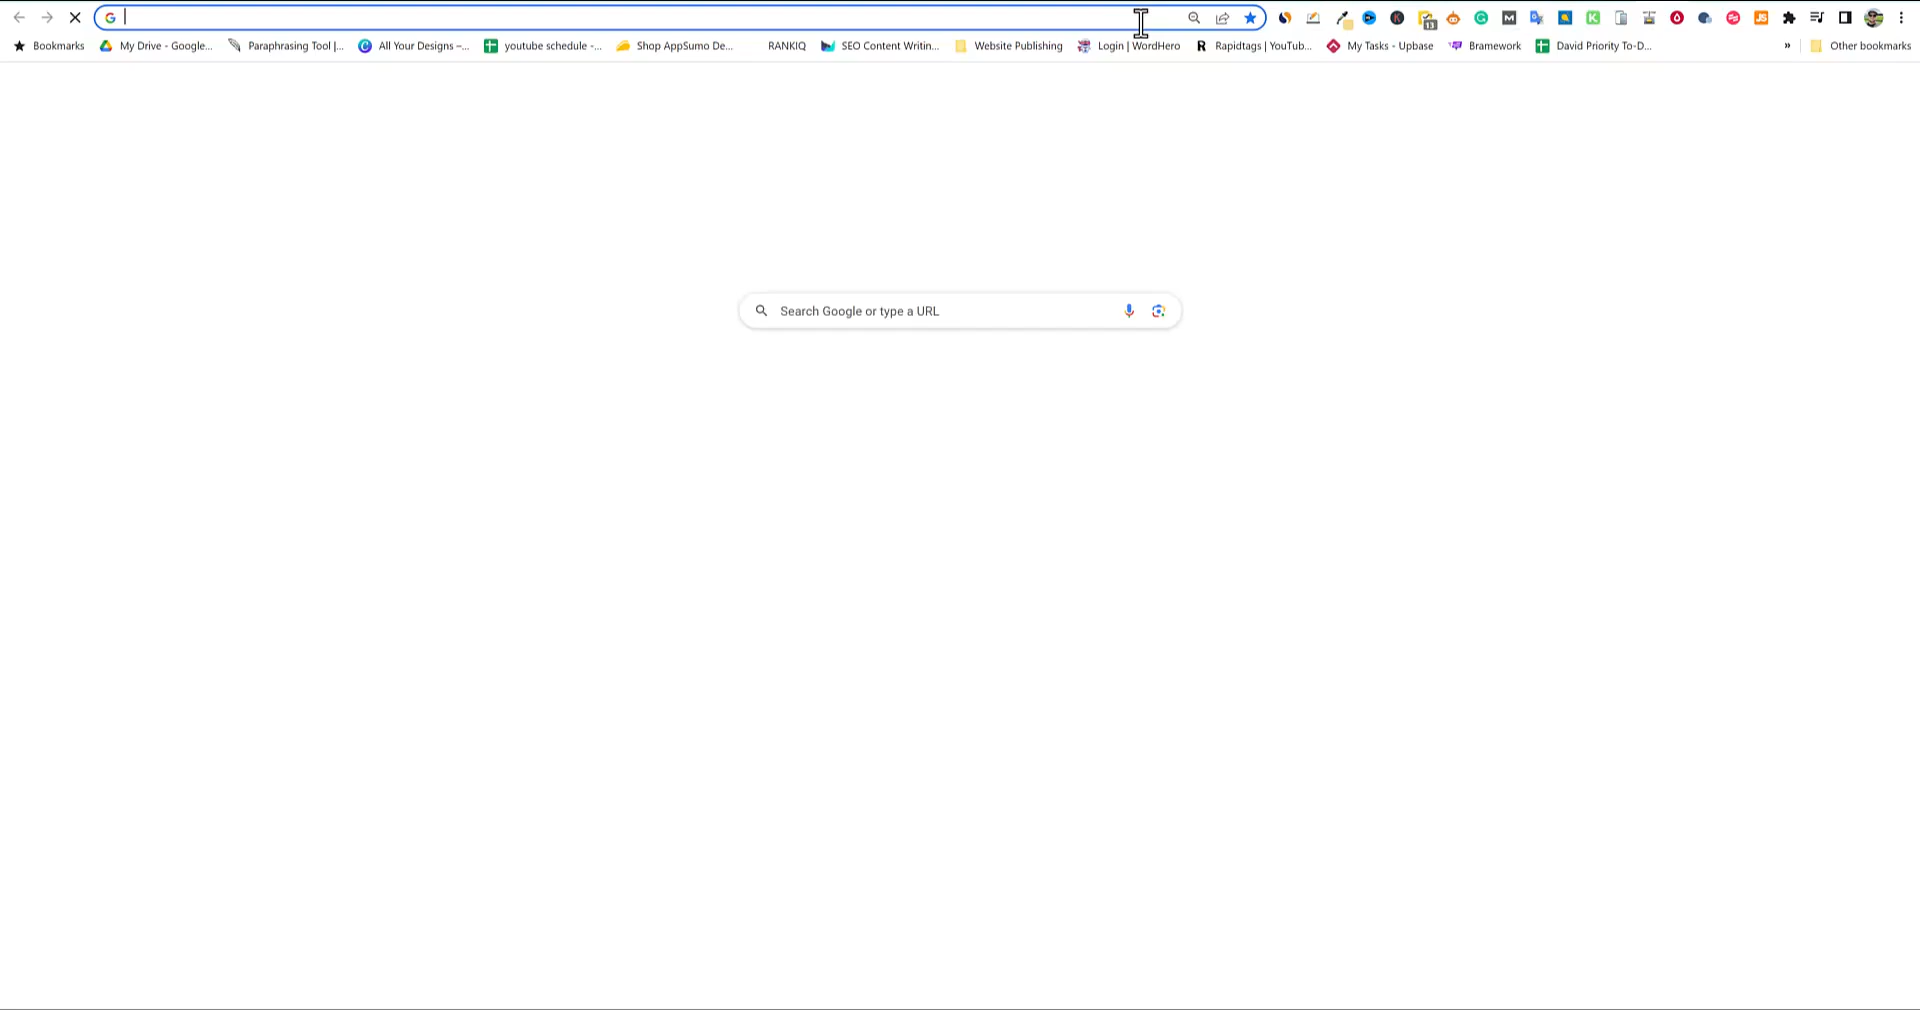 Bookmarks My Drive - Google... Paraphrasing Tool |... All Your Designs –... youtube schedule -... Shop AppSumo De... RANKIQ SEO Content Writin... Website Publishing Login | WordHero Rapidtags | YouTub... My Tasks - Upbase Bramework David Priority To-D... » Other bookmarks
Search Google or type a URL